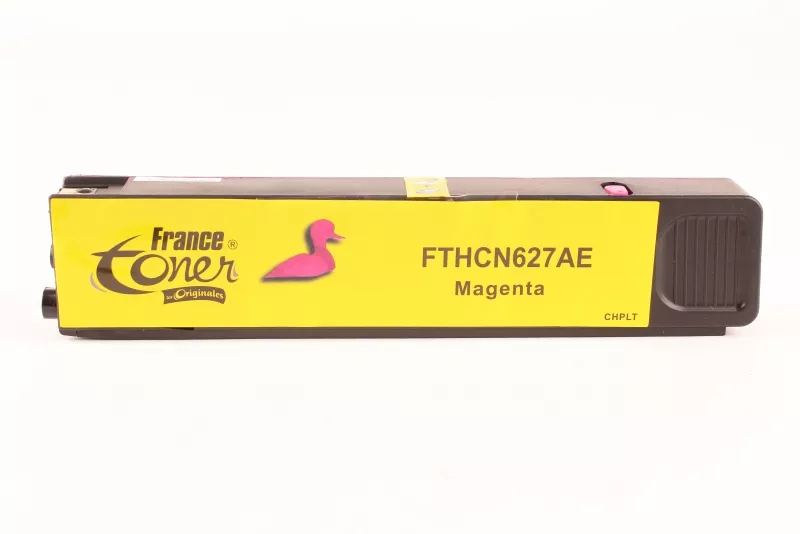 France
Toner®
les Originales
FTHCN627AE
Magenta
CHPLT